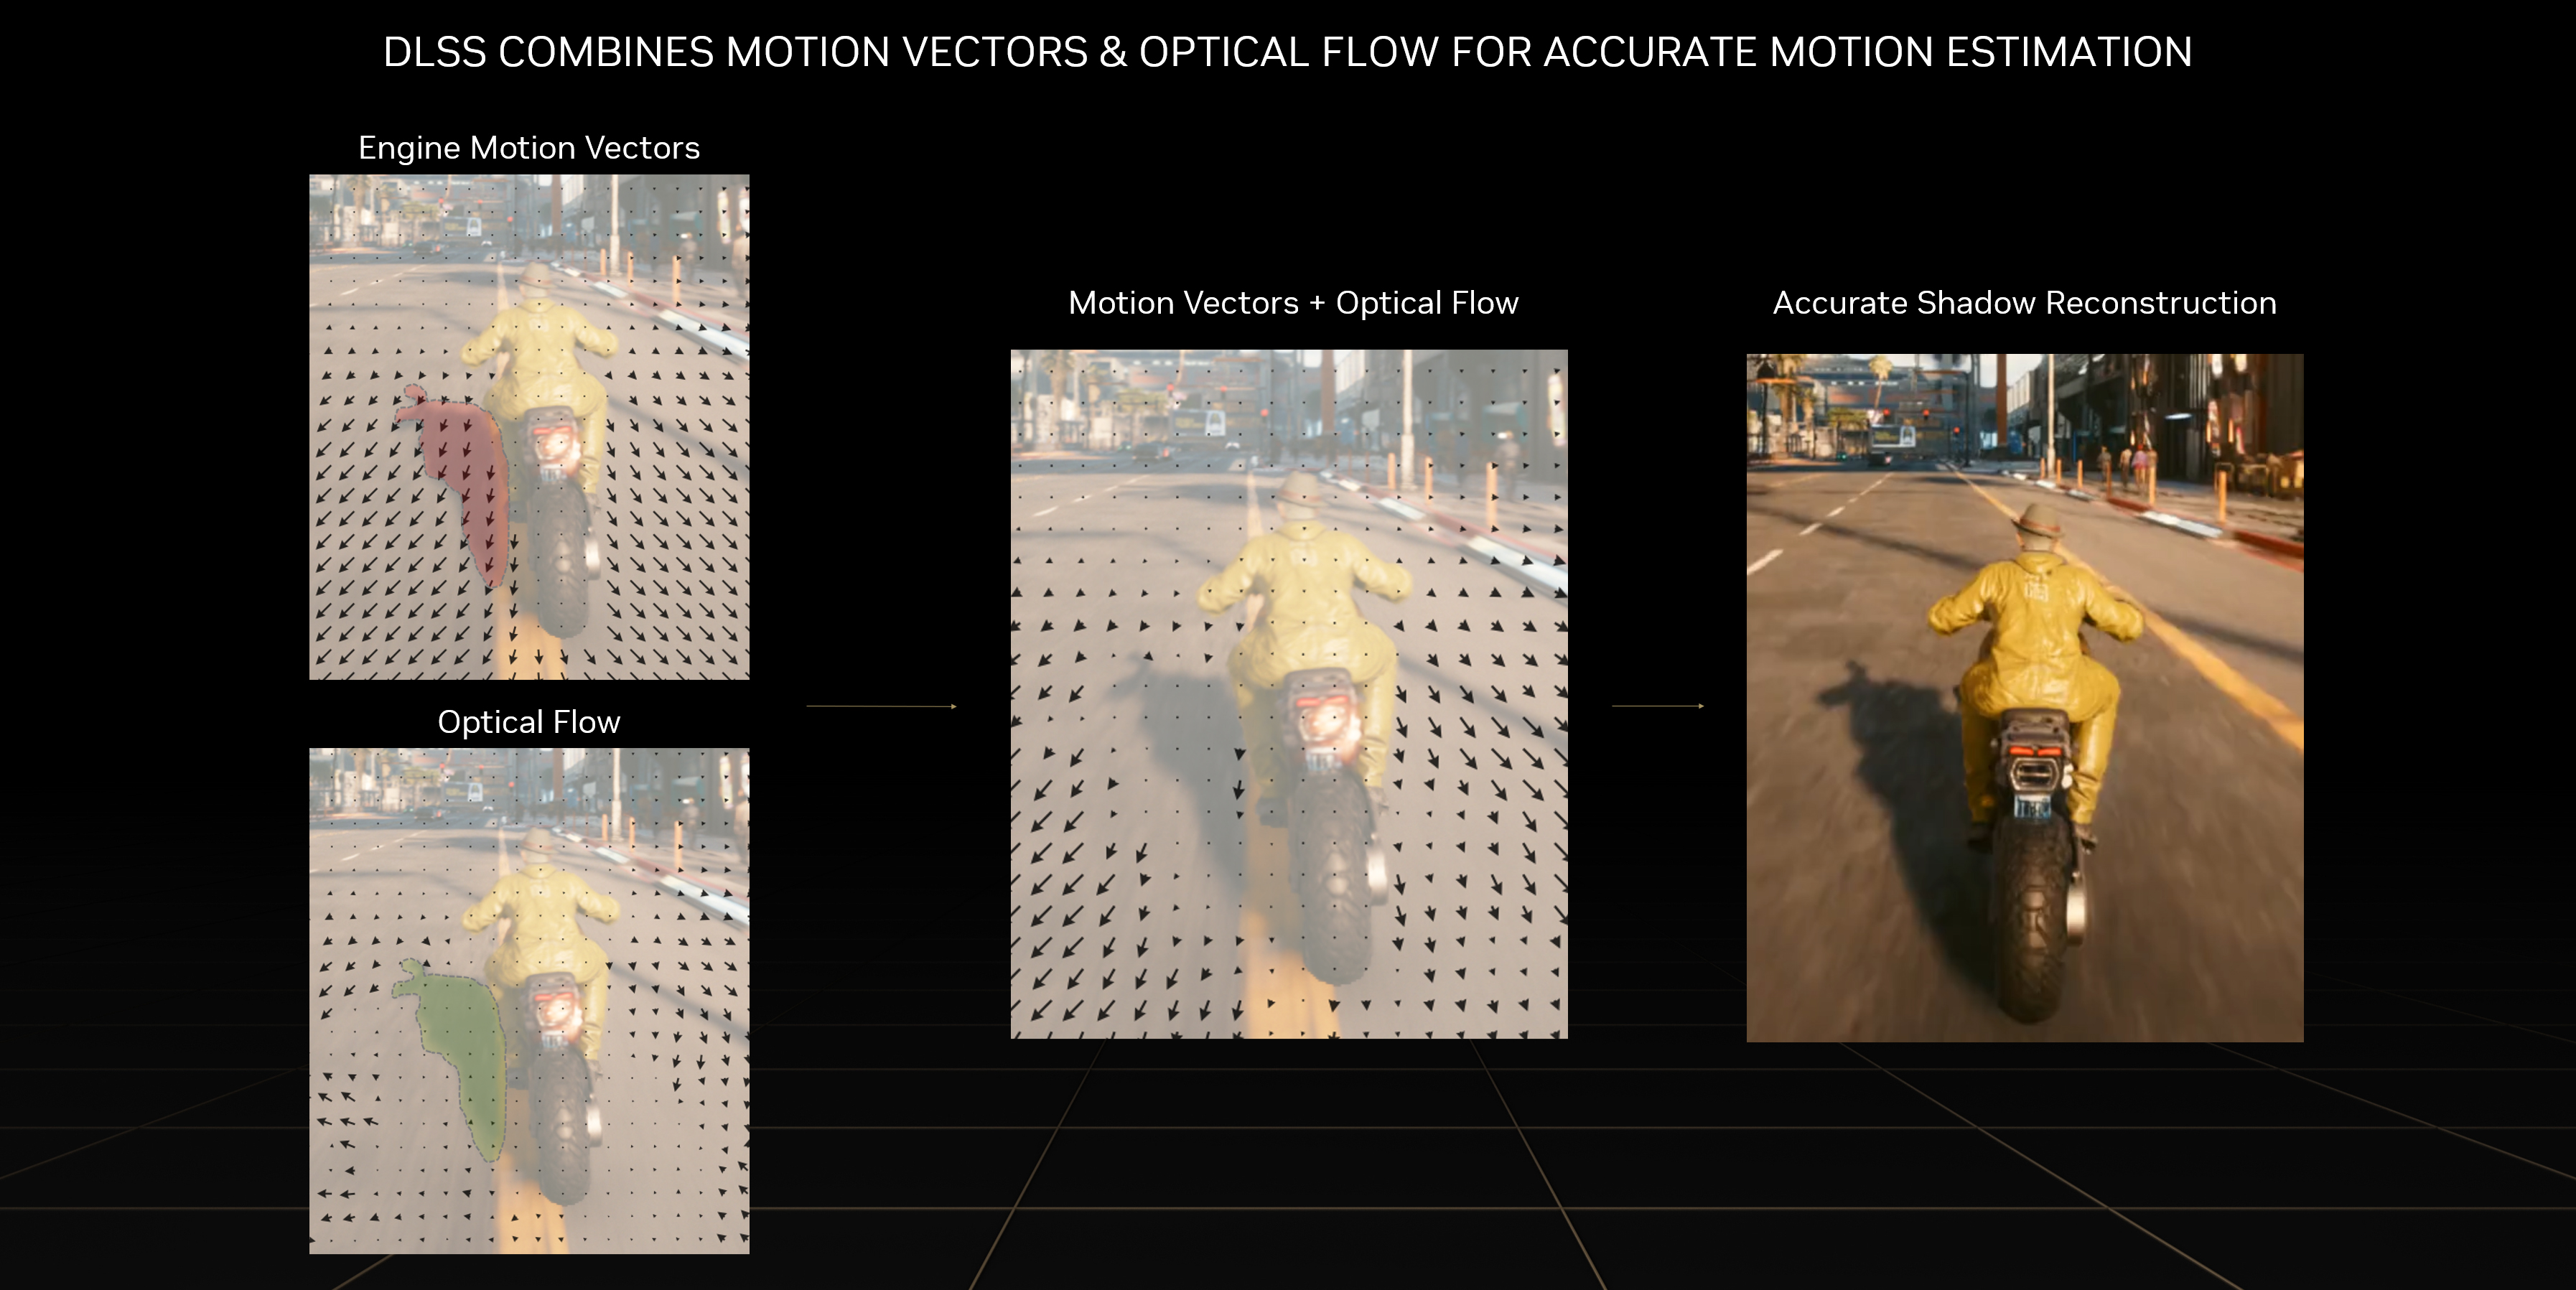 DLSS COMBINES MOTION VECTORS & OPTICAL FLOW FOR ACCURATE MOTION ESTIMATION
Engine Motion Vectors
Optical Flow
Motion Vectors + Optical Flow
Accurate Shadow Reconstruction